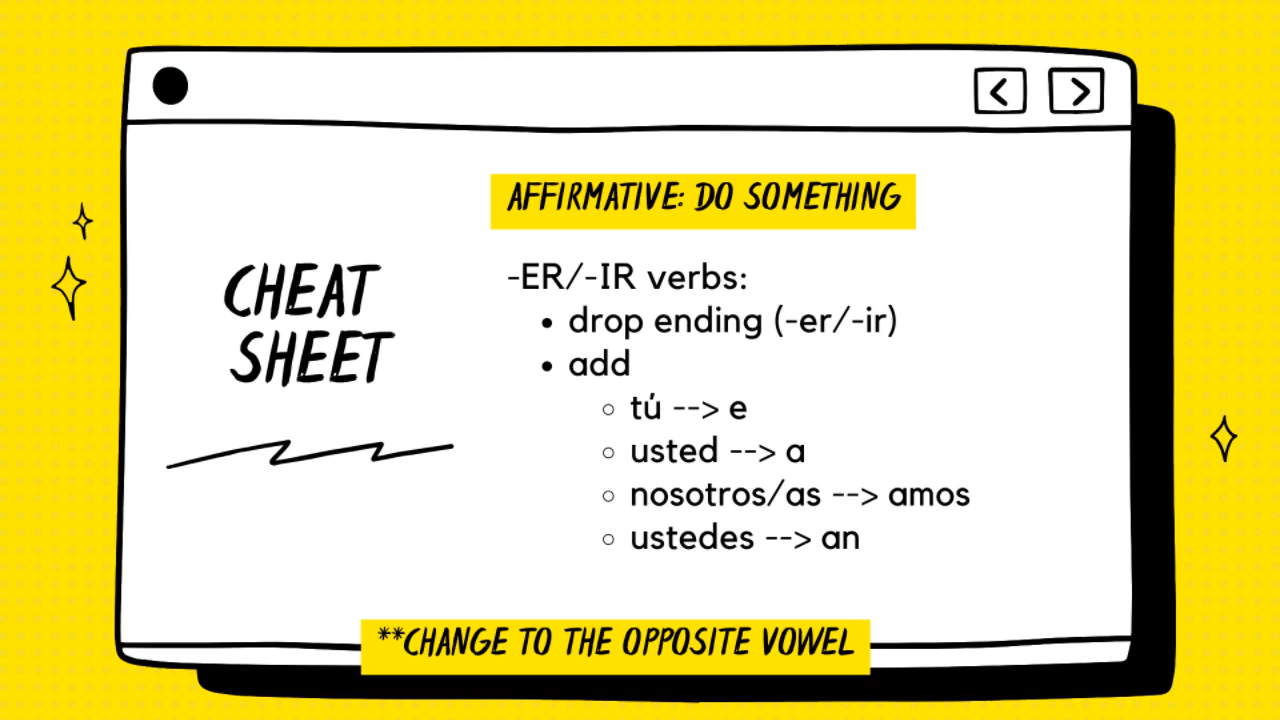 AFFIRMATIVE: DO SOMETHING
CHEAT
SHEET
-ER/-IR verbs:
• drop ending (-er/-ir)
• add
○ tú --> e
○ usted --> a
○ nosotros/as --> amos
○ ustedes --> an
**CHANGE TO THE OPPOSITE VOWEL